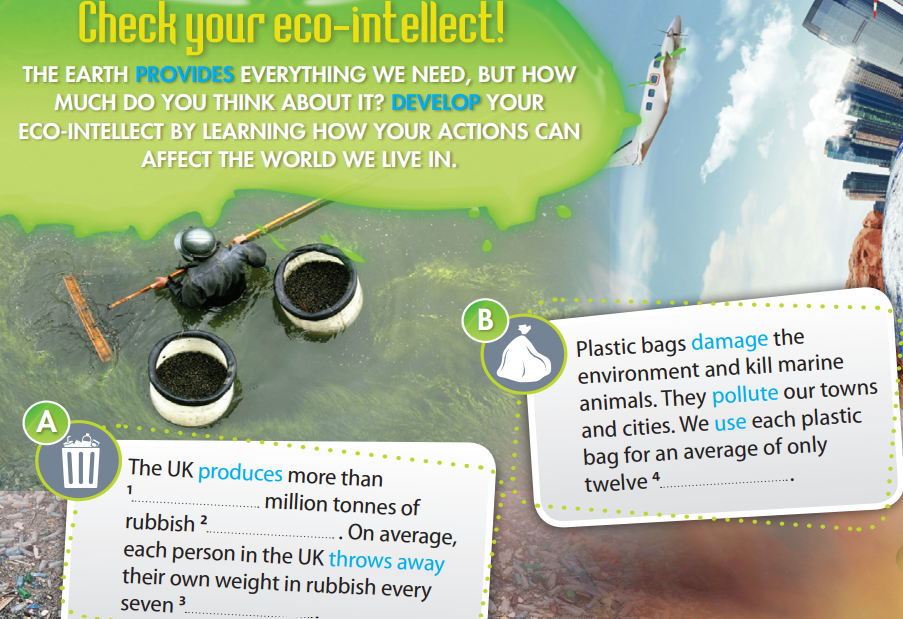 Check your eco-intellect!
THE EARTH PROVIDES EVERYTHING WE NEED, BUT HOW
MUCH DO YOU THINK ABOUT IT? DEVELOP YOUR
ECO-INTELLECT BY LEARNING HOW YOUR ACTIONS CAN
AFFECT THE WORLD WE LIVE IN.
A
The UK produces more than
1.............................. million tonnes of
rubbish 2.............................. . On average,
each person in the UK throws away
their own weight in rubbish every
seven 3.............................. .
B
Plastic bags damage the
environment and kill marine
animals. They pollute our towns
and cities. We use each plastic
bag for an average of only
twelve 4.............................. .